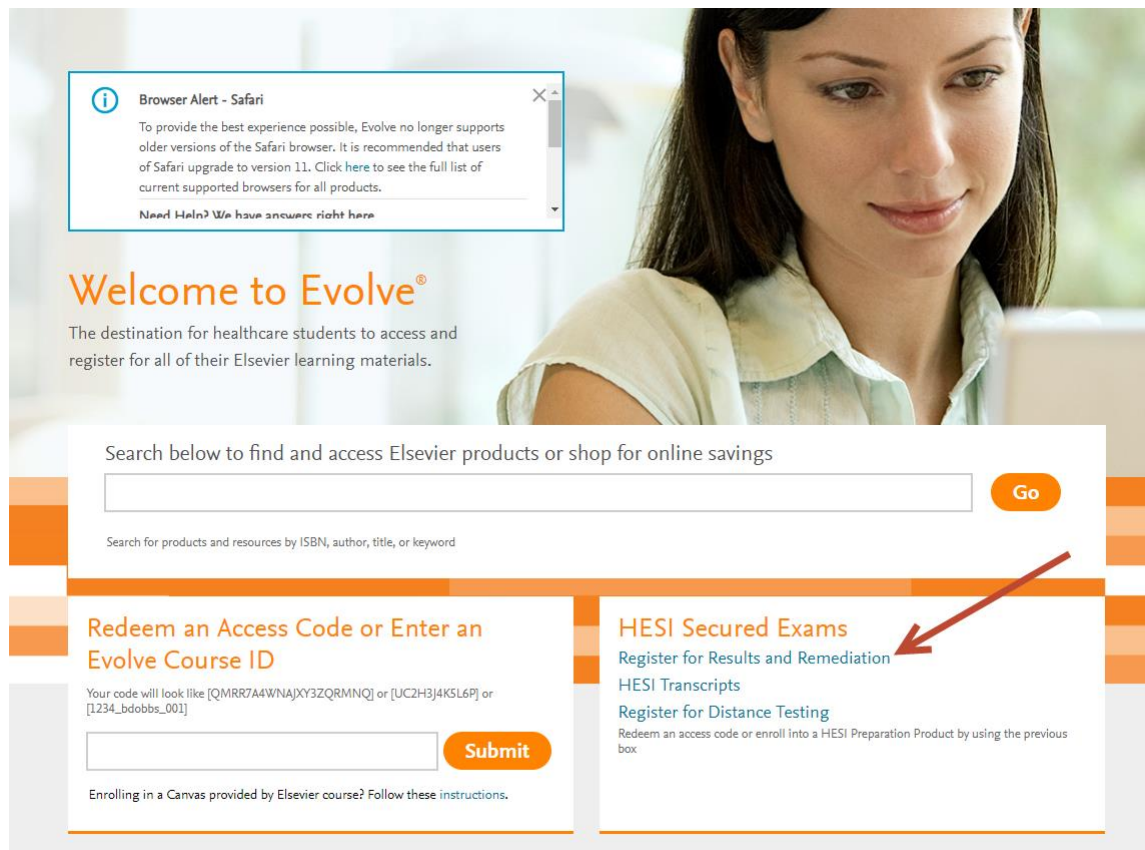 Browser Alert - Safari
To provide the best experience possible, Evolve no longer supports
older versions of the Safari browser. It is recommended that users
of Safari upgrade to version 11. Click here to see the full list of
current supported browsers for all products.
Need Help? We have answers right here
Welcome to Evolve®
The destination for healthcare students to access and
register for all of their Elsevier learning materials.
Search below to find and access Elsevier products or shop for online savings
Go
Search for products and resources by ISBN, author, title, or keyword
Redeem an Access Code or Enter an
Evolve Course ID
Your code will look like [QMRR7A4WNAJXY3ZQRMNQ] or [UC2H3J4K5L6P] or
[1234_bdobbs_001]
Submit
Enrolling in a Canvas provided by Elsevier course? Follow these instructions.
HESI Secured Exams
Register for Results and Remediation
HESI Transcripts
Register for Distance Testing
Redeem an access code or enroll into a HESI Preparation Product by using the previous
box